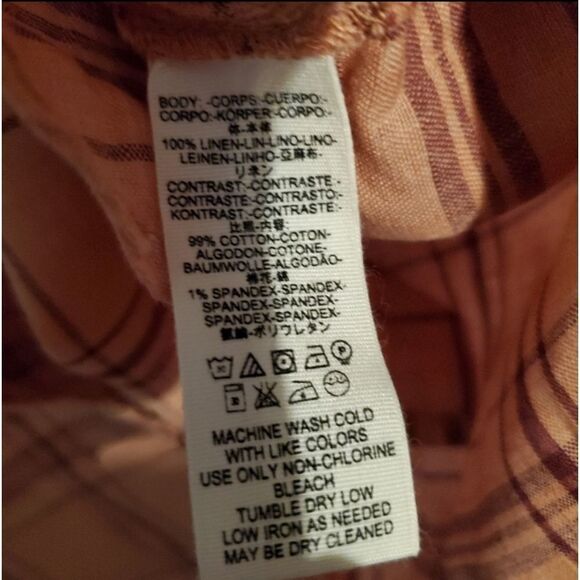 BODY: -CORPS:-CUERPO:-
CORPO:-KÖRPER:-CORPO:-
体-本体
100% LINEN-LIN-LINO-LINO-
LEINEN-LINHO-亞麻布-
リネン
CONTRAST:-CONTRASTE -
CONTRASTE:-CONTRASTO:-
KONTRAST:-CONTRASTE:-
比照-内容:
99% COTTON-COTON-
ALGODON-COTONE-
BAUMWOLLE-ALGODÃO-
棉花-綿
1% SPANDEX-SPANDEX-
SPANDEX-SPANDEX-
SPANDEX-SPANDEX-
氨綸-ポリウレタン
P
MACHINE WASH COLD
WITH LIKE COLORS
USE ONLY NON-CHLORINE
BLEACH
TUMBLE DRY LOW
LOW IRON AS NEEDED
MAY BE DRY CLEANED